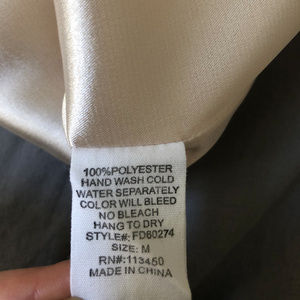 100%POLYESTER
HAND WASH COLD
WATER SEPARATELY
COLOR WILL BLEED
NO BLEACH
HANG TO DRY
STYLE#: FD60274
SIZE: M
RN#: 113450
MADE IN CHINA